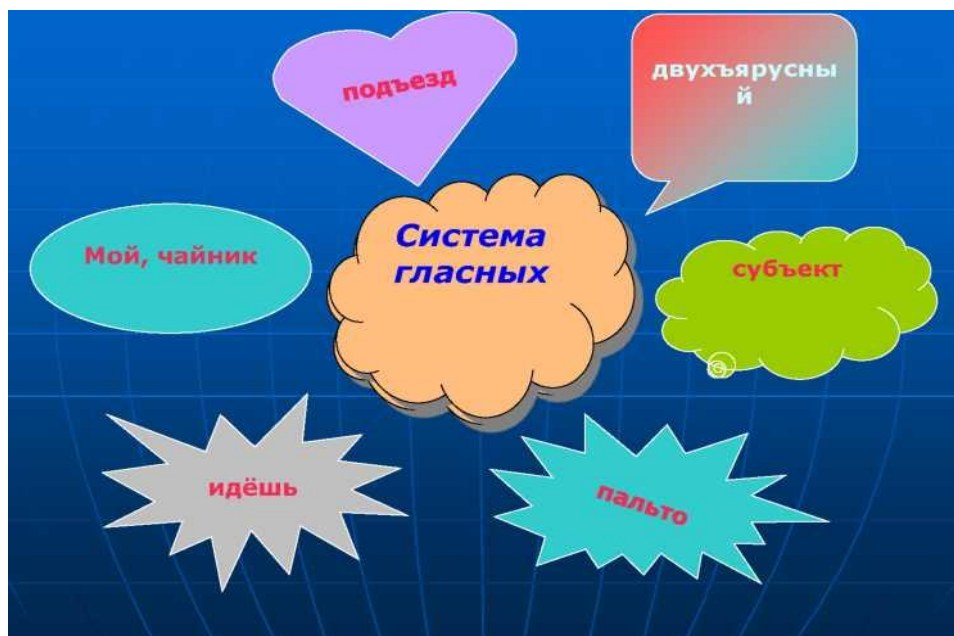 подъезд
двухъярусны
й
Система
гласных
Мой, чайник
субъект
идёшь
пальто